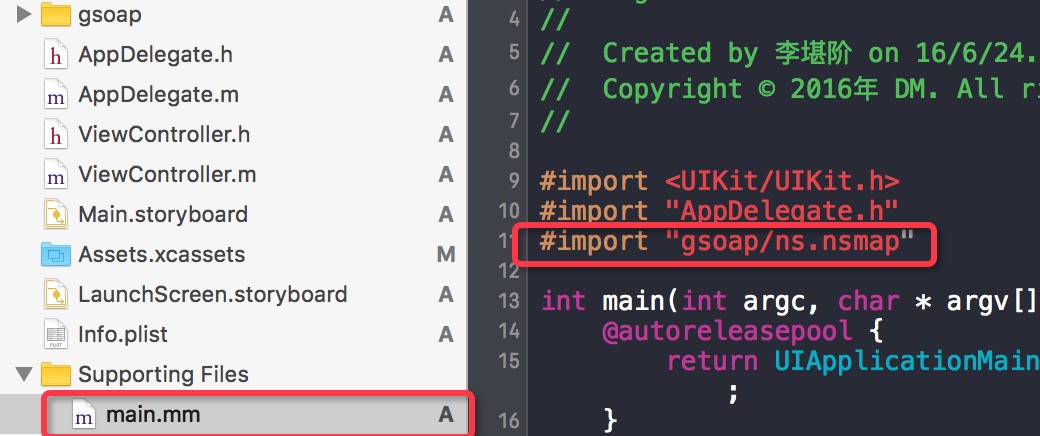 gsoap A
AppDelegate.h A
AppDelegate.m A
ViewController.h A
ViewController.m A
Main.storyboard A
Assets.xcassets M
LaunchScreen.storyboard A
Info.plist A
Supporting Files
main.mm A
4 //
5 // Created by 李堪阶 on 16/6/24.
6 // Copyright © 2016年 DM. All ri
7 //
8
9 #import <UIKit/UIKit.h>
10 #import "AppDelegate.h"
11 #import "gsoap/ns.nsmap"
12
13 int main(int argc, char * argv[]
14 @autoreleasepool {
15 return UIApplicationMain
;
16 }